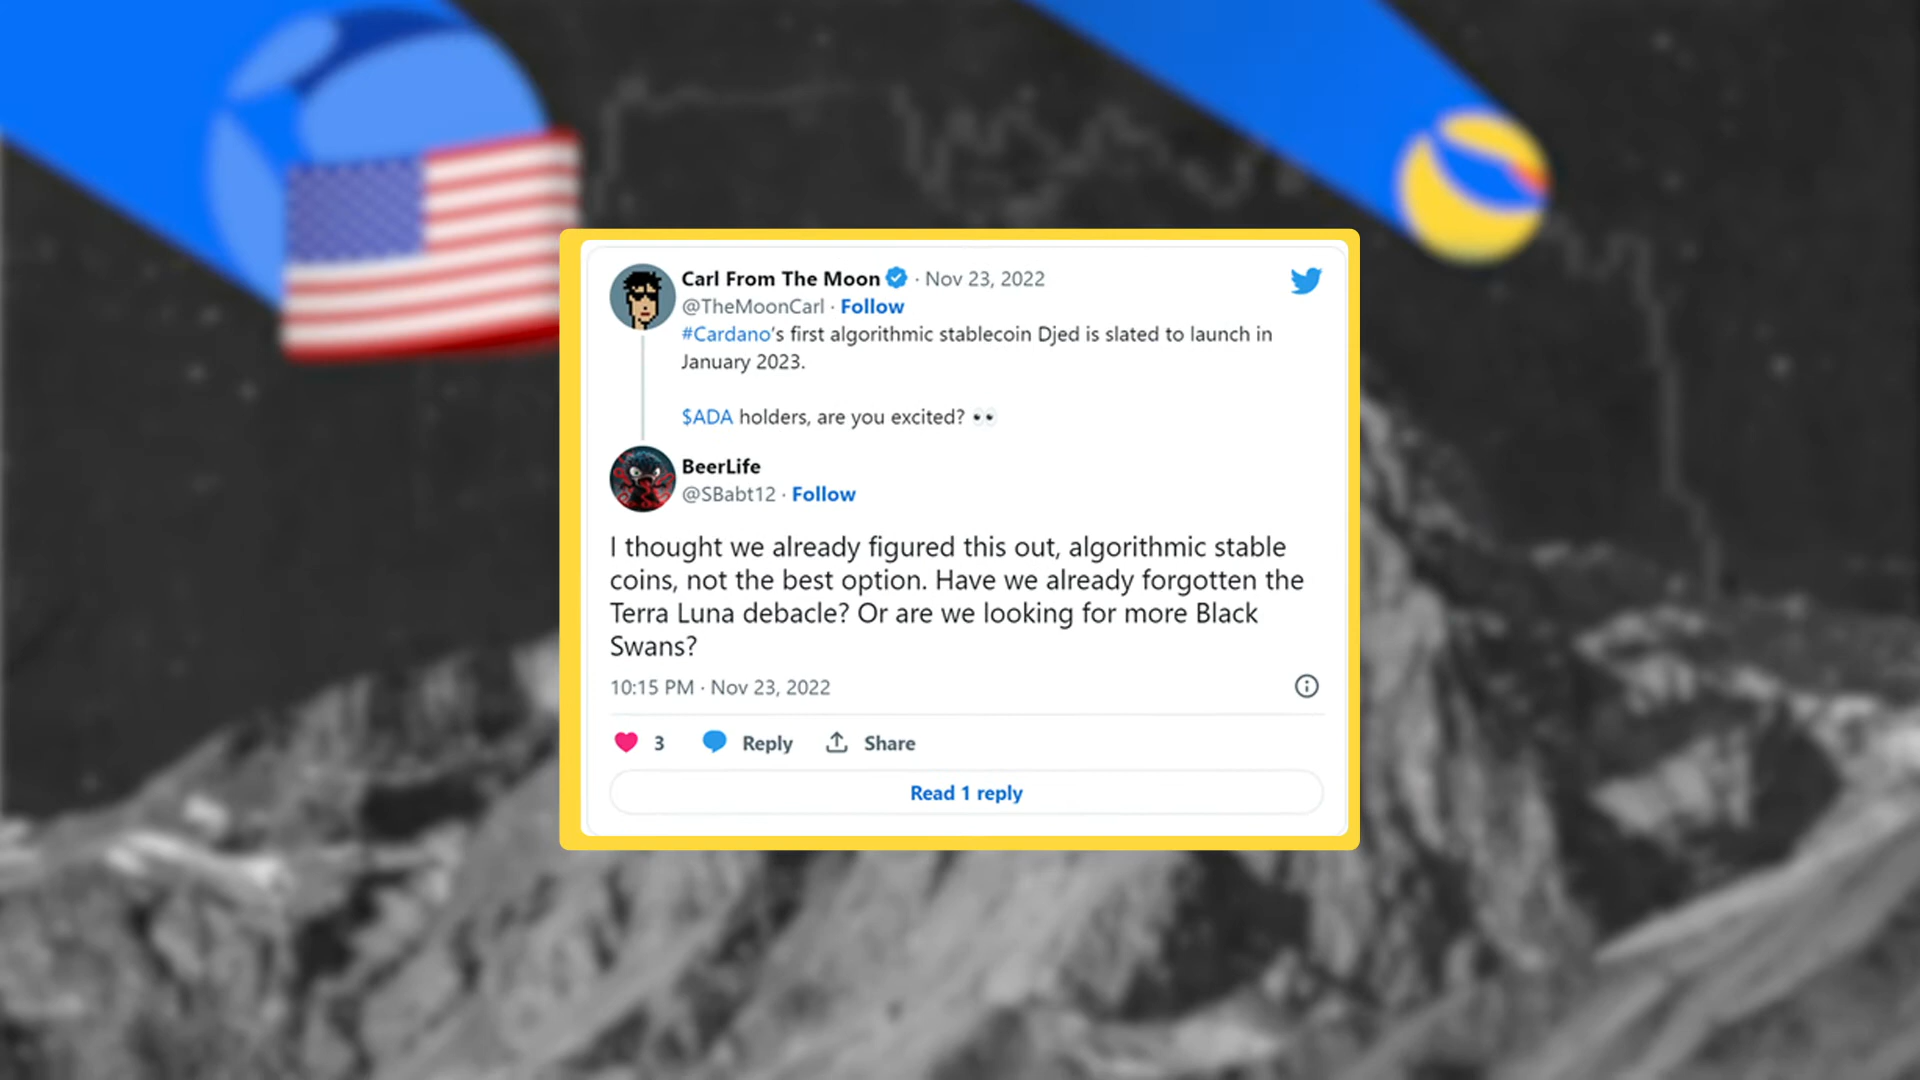 Carl From The Moon · Nov 23, 2022
@TheMoonCarl · Follow
#Cardano's first algorithmic stablecoin Djed is slated to launch in
January 2023.
$ADA holders, are you excited? 👀
BeerLife
@SBabt12 · Follow
I thought we already figured this out, algorithmic stable
coins, not the best option. Have we already forgotten the
Terra Luna debacle? Or are we looking for more Black
Swans?
10:15 PM · Nov 23, 2022
3 Reply Share
Read 1 reply